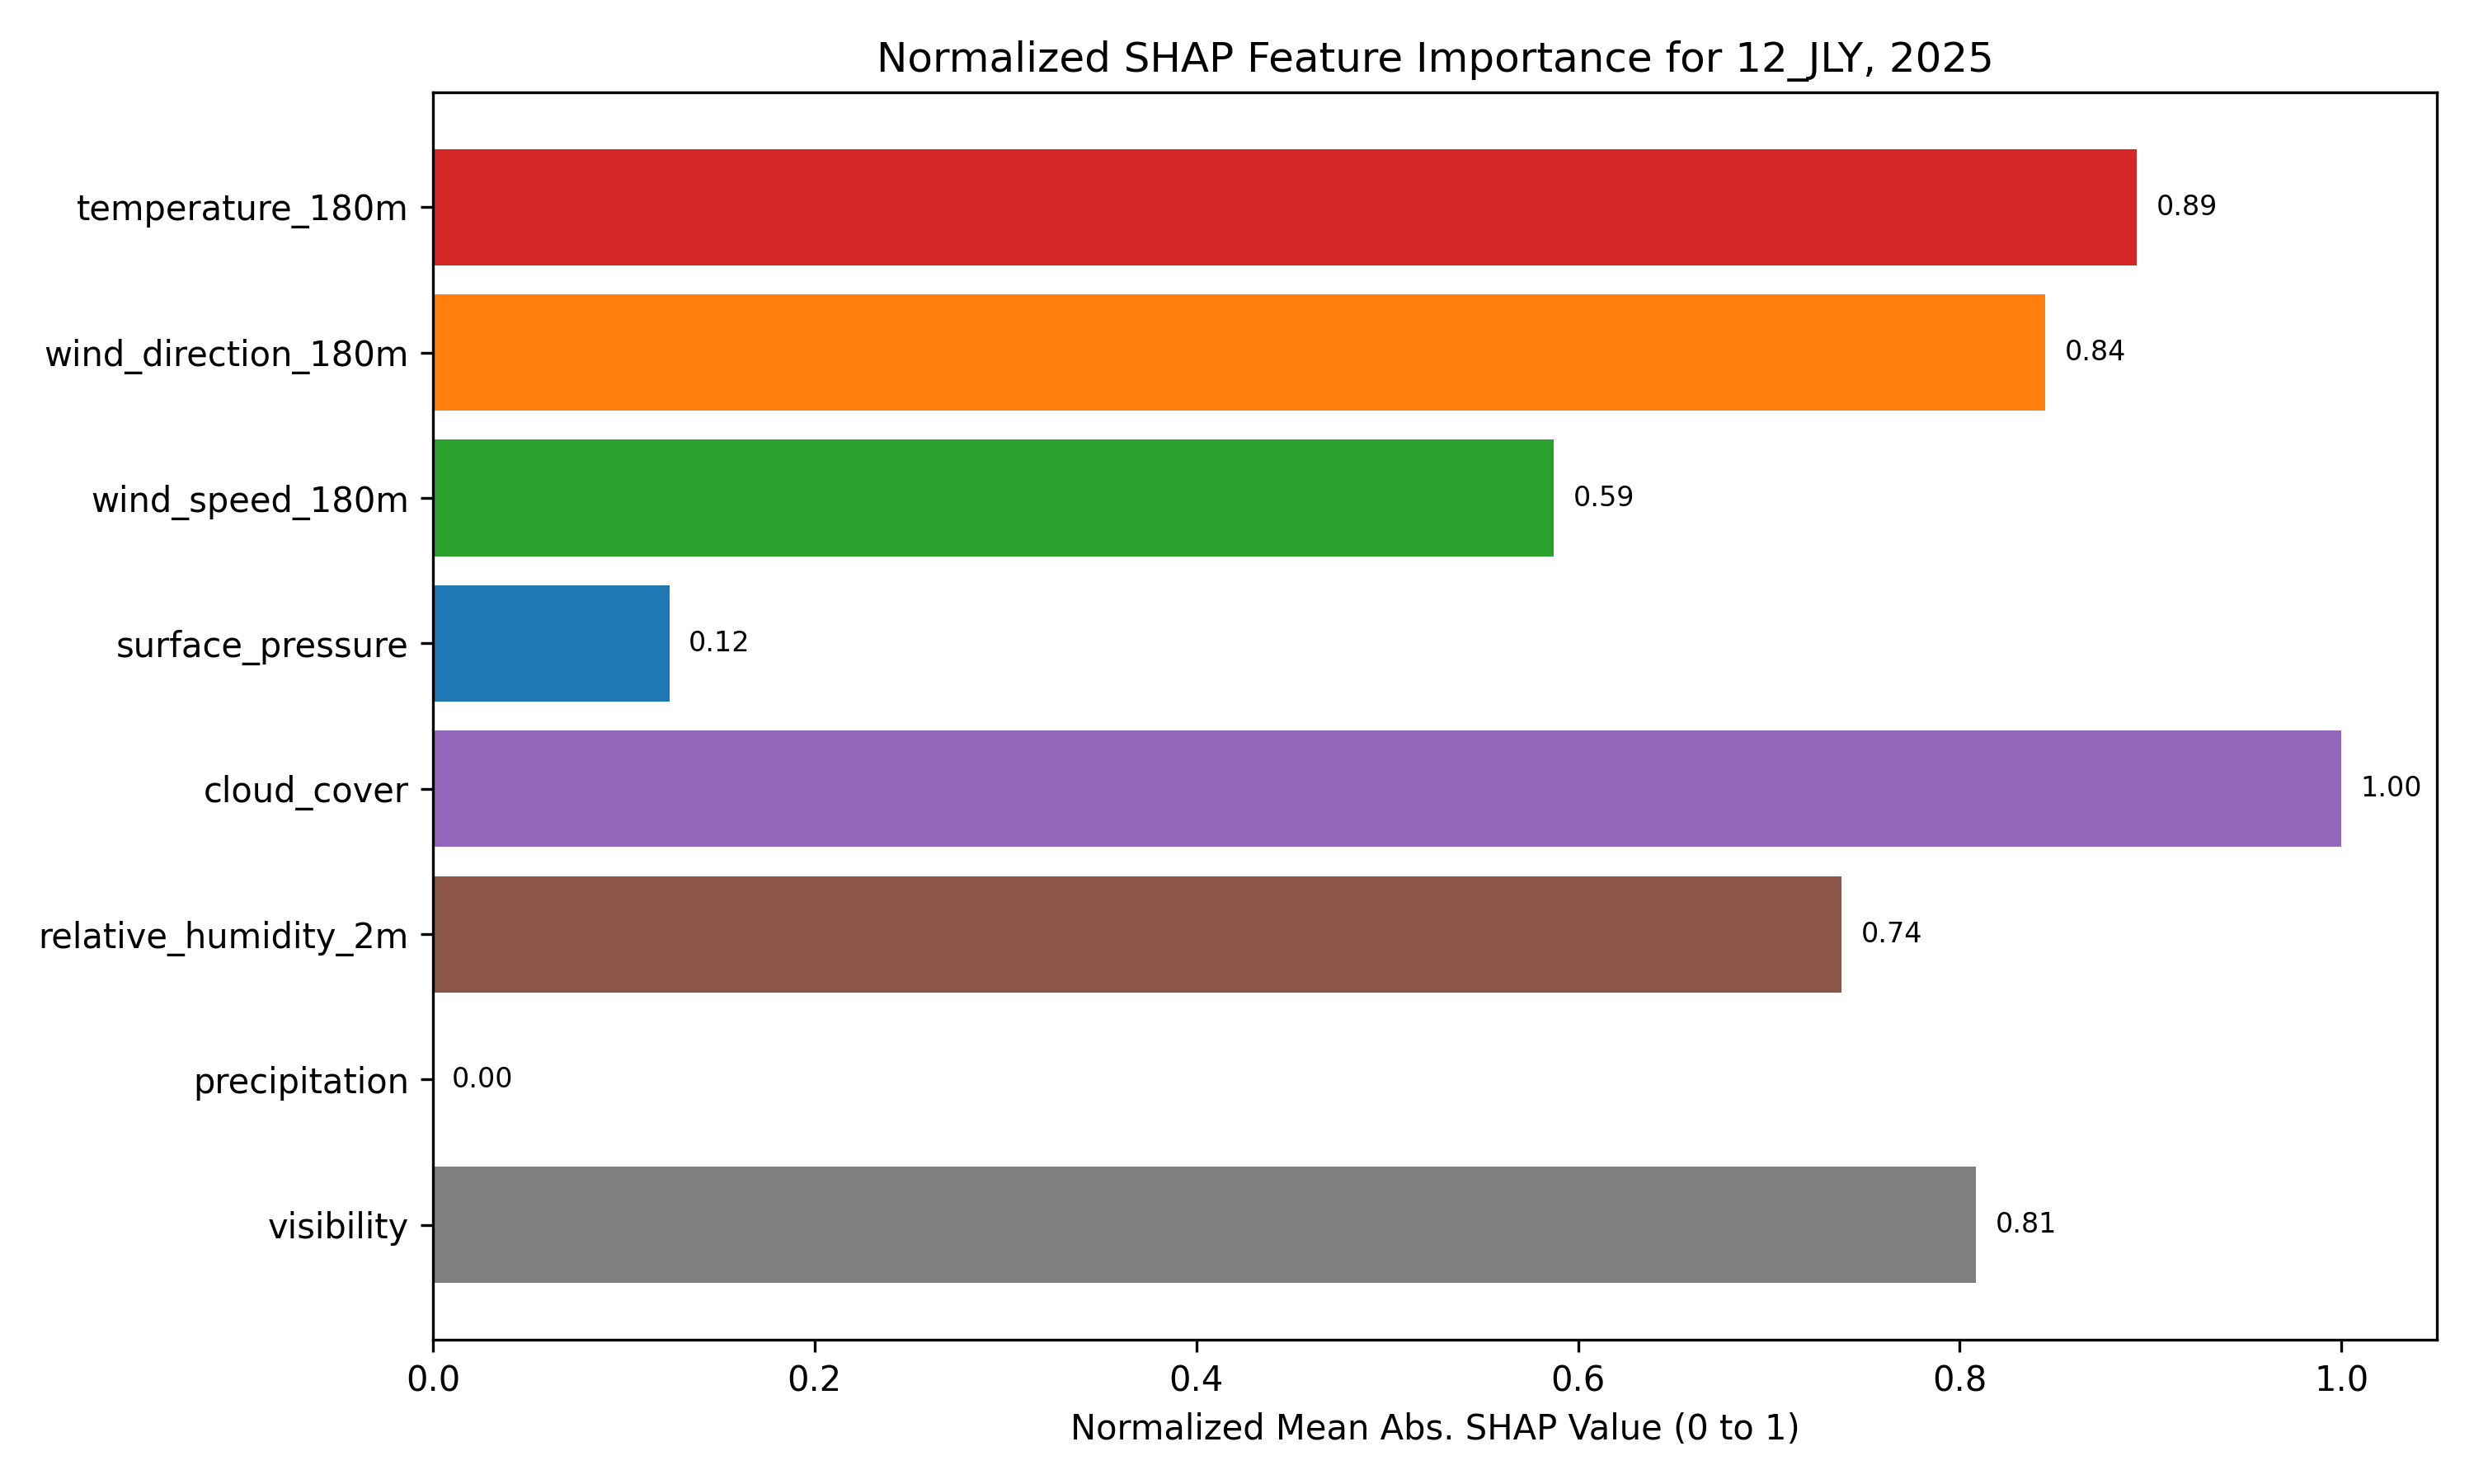 Normalized SHAP Feature Importance for 12_JLY, 2025
temperature_180m 0.89
wind_direction_180m 0.84
wind_speed_180m 0.59
surface_pressure 0.12
cloud_cover 1.00
relative_humidity_2m 0.74
precipitation 0.00
visibility 0.81
0.0 0.2 0.4 0.6 0.8 1.0
Normalized Mean Abs. SHAP Value (0 to 1)